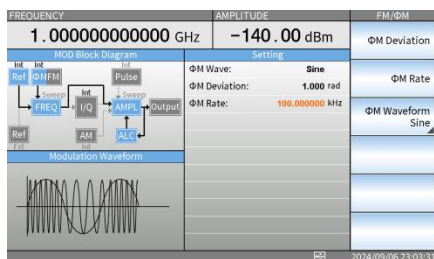 FREQUENCY
AMPLITUDE
FM/ΦM
1.000000000000 GHz
-140.00 dBm
ΦM Deviation
MOD Block Diagram
Setting
Int
Int
Int
Ref
ΦM
FM
Pulse
ΦM Wave:
Sine
ΦM Deviation:
1.000 rad
ΦM Rate
Sweep
Int
Sweep
FREQ
I/Q
AMPL
Output
ΦM Rate:
100.000000 kHz
ΦM Waveform
Sine
Ref
AM
ALC
Ext
Int
Modulation Waveform
2024/09/06 23:03:31